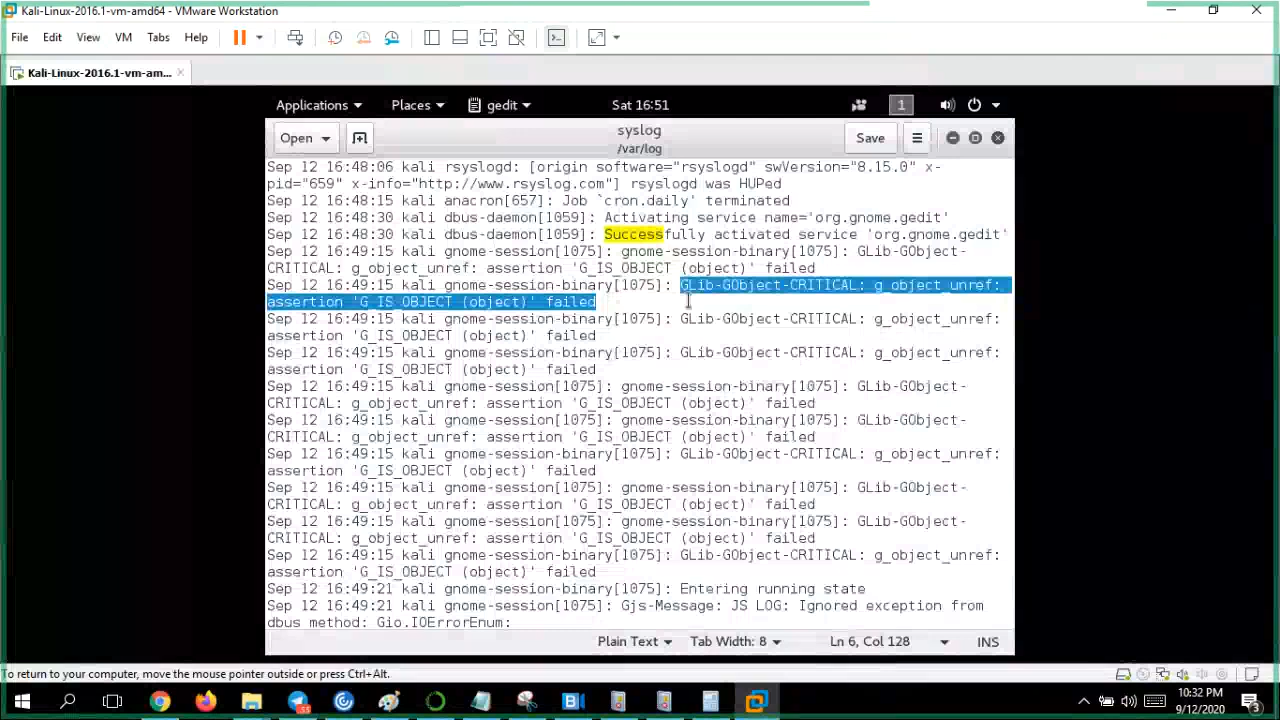 Kali-Linux-2016.1-vm-amd64 - VMware Workstation
File Edit View VM Tabs Help
Kali-Linux-2016.1-vm-am...
Applications Places gedit Sat 16:51 1
Open syslog Save
/var/log
Sep 12 16:48:06 kali rsyslogd: [origin software="rsyslogd" swVersion="8.15.0" x-
pid="659" x-info="http://www.rsyslog.com"] rsyslogd was HUPed
Sep 12 16:48:15 kali anacron[657]: Job `cron.daily' terminated
Sep 12 16:48:30 kali dbus-daemon[1059]: Activating service name='org.gnome.gedit'
Sep 12 16:48:30 kali dbus-daemon[1059]: Successfully activated service 'org.gnome.gedit'
Sep 12 16:49:15 kali gnome-session[1075]: gnome-session-binary[1075]: GLib-GObject-
CRITICAL: g_object_unref: assertion 'G_IS_OBJECT (object)' failed
Sep 12 16:49:15 kali gnome-session-binary[1075]: GLib-GObject-CRITICAL: g_object_unref:
assertion 'G_IS_OBJECT (object)' failed
Sep 12 16:49:15 kali gnome-session-binary[1075]: GLib-GObject-CRITICAL: g_object_unref:
assertion 'G_IS_OBJECT (object)' failed
Sep 12 16:49:15 kali gnome-session-binary[1075]: GLib-GObject-CRITICAL: g_object_unref:
assertion 'G_IS_OBJECT (object)' failed
Sep 12 16:49:15 kali gnome-session[1075]: gnome-session-binary[1075]: GLib-GObject-
CRITICAL: g_object_unref: assertion 'G_IS_OBJECT (object)' failed
Sep 12 16:49:15 kali gnome-session[1075]: gnome-session-binary[1075]: GLib-GObject-
CRITICAL: g_object_unref: assertion 'G_IS_OBJECT (object)' failed
Sep 12 16:49:15 kali gnome-session-binary[1075]: GLib-GObject-CRITICAL: g_object_unref:
assertion 'G_IS_OBJECT (object)' failed
Sep 12 16:49:15 kali gnome-session[1075]: gnome-session-binary[1075]: GLib-GObject-
CRITICAL: g_object_unref: assertion 'G_IS_OBJECT (object)' failed
Sep 12 16:49:15 kali gnome-session[1075]: gnome-session-binary[1075]: GLib-GObject-
CRITICAL: g_object_unref: assertion 'G_IS_OBJECT (object)' failed
Sep 12 16:49:15 kali gnome-session-binary[1075]: GLib-GObject-CRITICAL: g_object_unref:
assertion 'G_IS_OBJECT (object)' failed
Sep 12 16:49:21 kali gnome-session-binary[1075]: Entering running state
Sep 12 16:49:21 kali gnome-session[1075]: Gjs-Message: JS LOG: Ignored exception from
dbus method: Gio.IOErrorEnum:
Plain Text Tab Width: 8 Ln 6, Col 128 INS
To return to your computer, move the mouse pointer outside or press Ctrl+Alt.
10:32 PM
9/12/2020
3